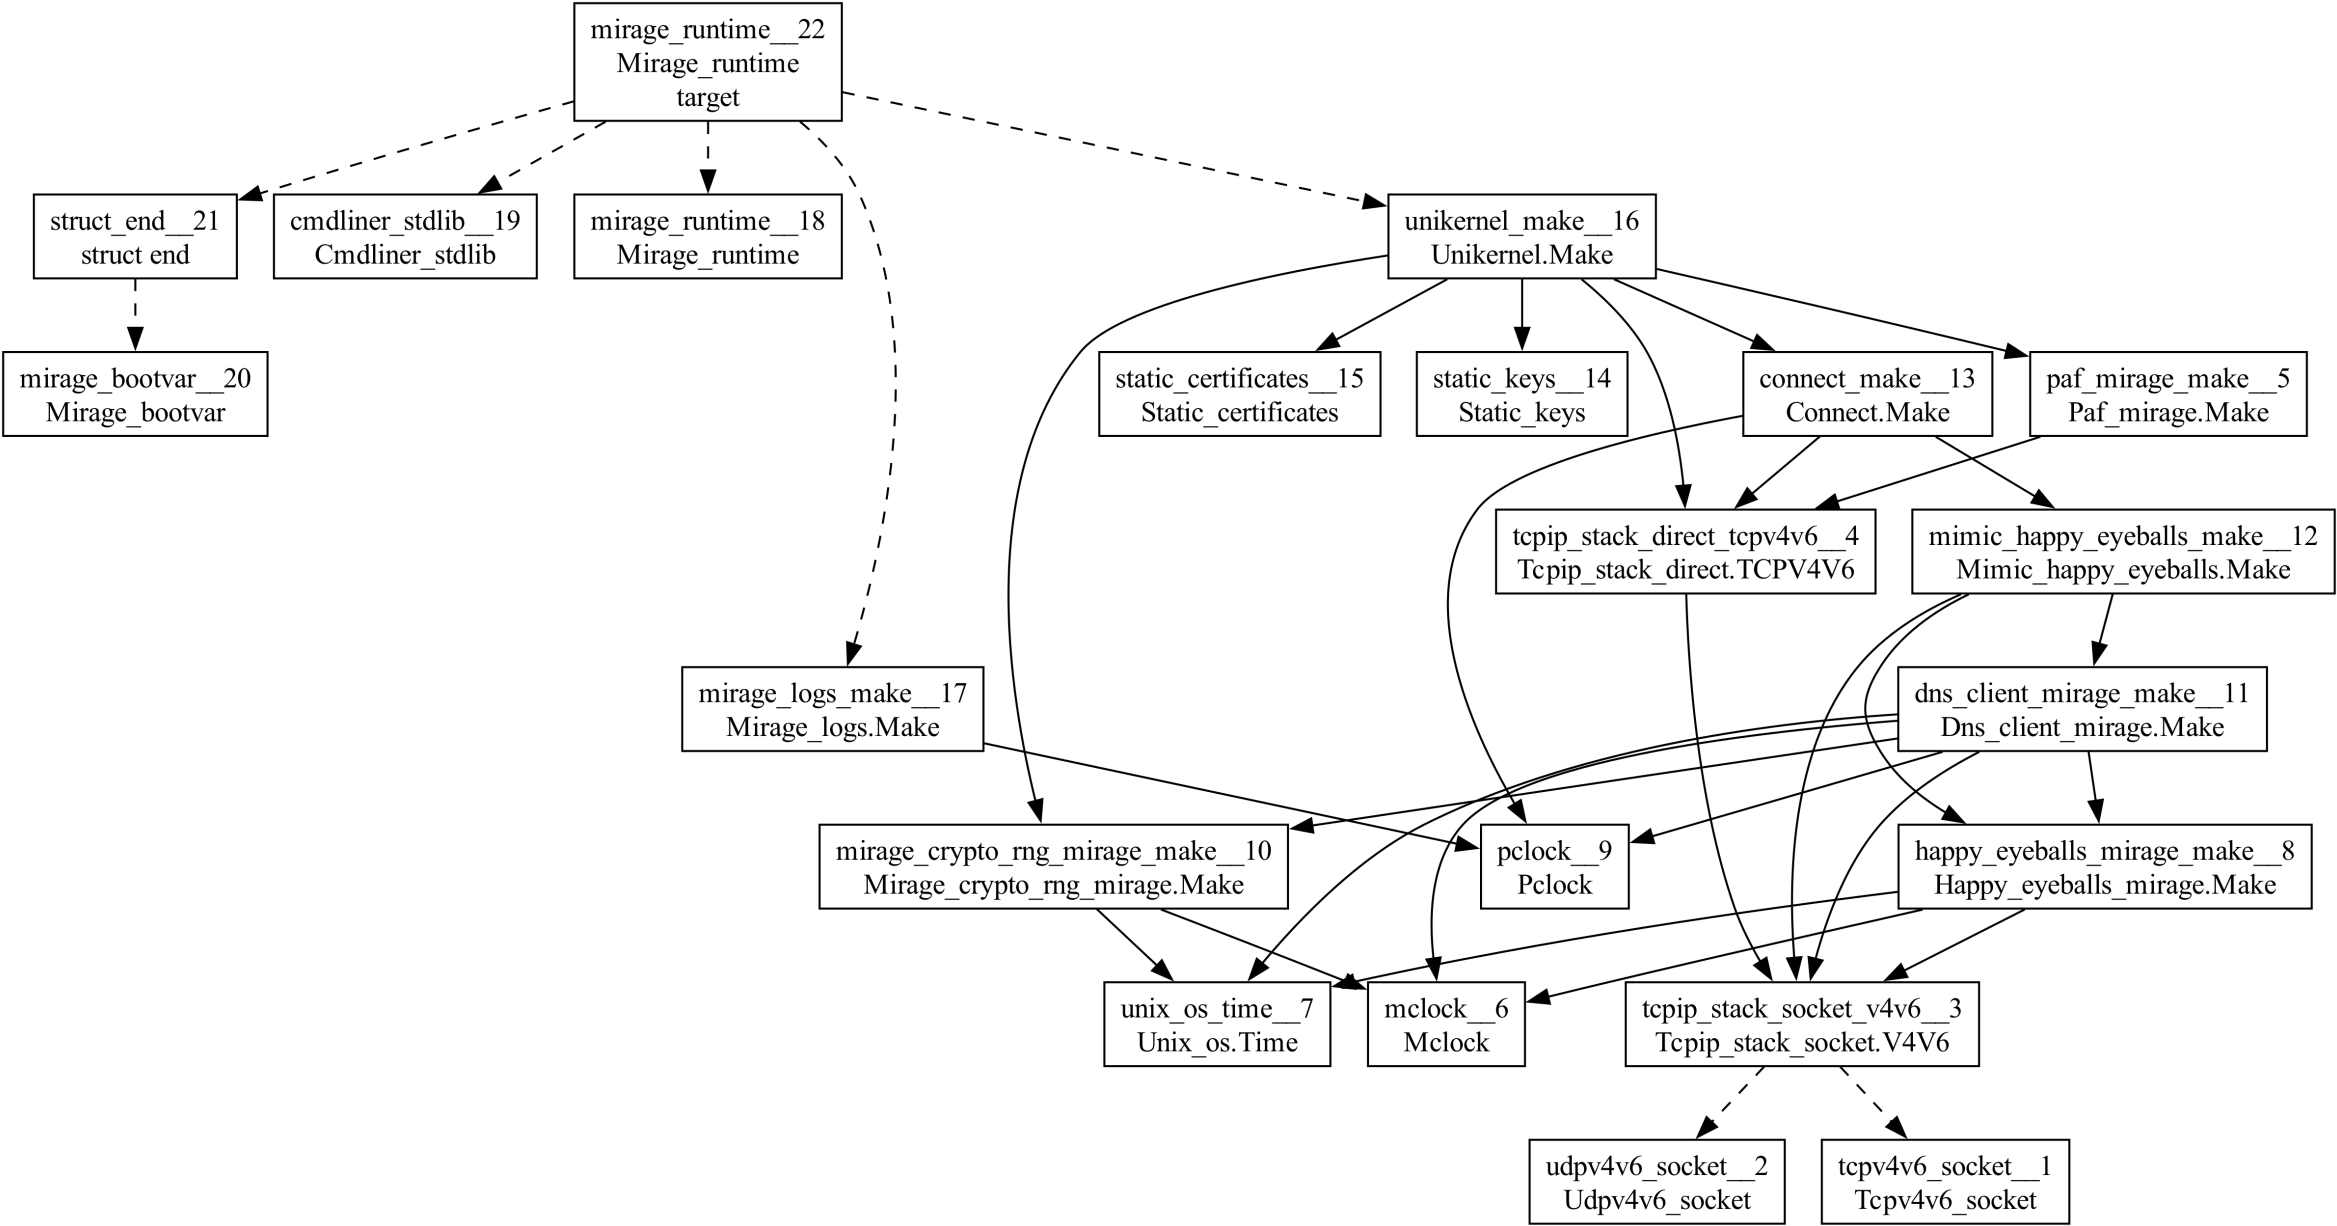 mirage_runtime__22
Mirage_runtime
target
struct_end__21
struct end
cmdliner_stdlib__19
Cmdliner_stdlib
mirage_runtime__18
Mirage_runtime
unikernel_make__16
Unikernel.Make
mirage_bootvar__20
Mirage_bootvar
static_certificates__15
Static_certificates
static_keys__14
Static_keys
connect_make__13
Connect.Make
paf_mirage_make__5
Paf_mirage.Make
tcpip_stack_direct_tcpv4v6__4
Tcpip_stack_direct.TCPV4V6
mimic_happy_eyeballs_make__12
Mimic_happy_eyeballs.Make
mirage_logs_make__17
Mirage_logs.Make
dns_client_mirage_make__11
Dns_client_mirage.Make
mirage_crypto_rng_mirage_make__10
Mirage_crypto_rng_mirage.Make
pclock__9
Pclock
happy_eyeballs_mirage_make__8
Happy_eyeballs_mirage.Make
unix_os_time__7
Unix_os.Time
mclock__6
Mclock
tcpip_stack_socket_v4v6__3
Tcpip_stack_socket.V4V6
udpv4v6_socket__2
Udpv4v6_socket
tcpv4v6_socket__1
Tcpv4v6_socket